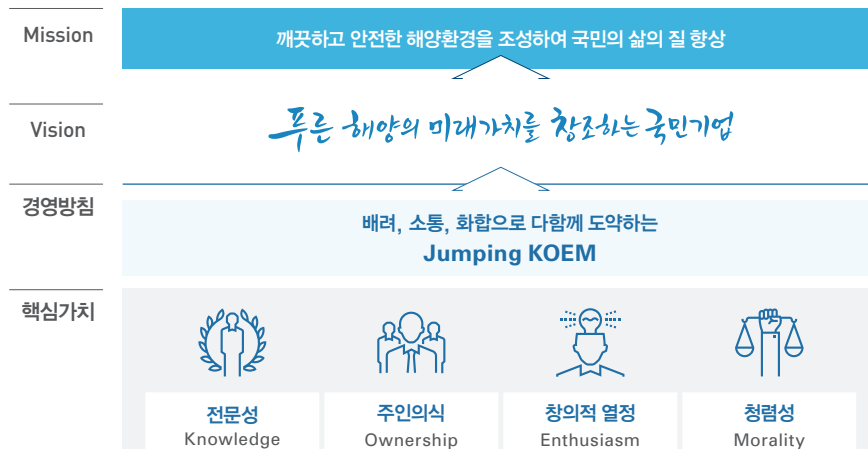 Mission
깨끗하고 안전한 해양환경을 조성하여 국민의 삶의 질 향상
Vision
푸른 해양의 미래가치를 창조하는 국민기업
경영방침
배려, 소통, 화합으로 다함께 도약하는
Jumping KOEM
핵심가치
전문성 주인의식 창의적 열정 청렴성
Knowledge Ownership Enthusiasm Morality